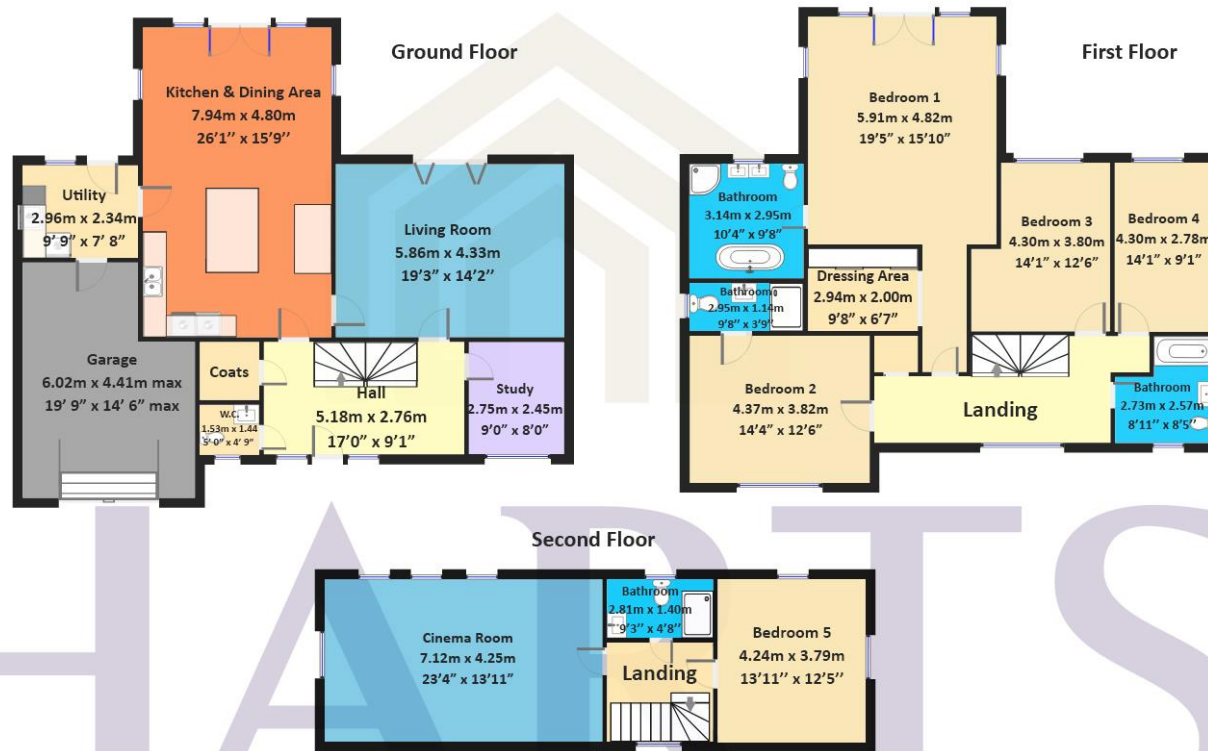 Ground Floor
Kitchen & Dining Area
7.94m x 4.80m
26’1’’ x 15’9’’
Utility
2.96m x 2.34m
9’ 9” x 7’ 8”
Living Room
5.86m x 4.33m
19’3” x 14’2’’
Garage
6.02m x 4.41m max
19’ 9” x 14’ 6” max
Coats
W.C.
1.53m x 1.44
5’ 0” x 4’ 9”
Hall
5.18m x 2.76m
17’0” x 9’1”
Study
2.75m x 2.45m
9’0” x 8’0”
First Floor
Bedroom 1
5.91m x 4.82m
19’5” x 15’10”
Bathroom
3.14m x 2.95m
10’4” x 9’8”
Bedroom 3
4.30m x 3.80m
14’1” x 12’6”
Bedroom 4
4.30m x 2.78m
14’1” x 9’1”
Dressing Area
2.94m x 2.00m
9’8” x 6’7”
Bathroom
2.95m x 1.14m
9’8” x 3’9”
Bedroom 2
4.37m x 3.82m
14’4” x 12’6”
Landing
Bathroom
2.73m x 2.57m
8’11” x 8’5”
Second Floor
Cinema Room
7.12m x 4.25m
23’4” x 13’11”
Bathroom
2.81m x 1.40m
9’3’’ x 4’8”
Landing
Bedroom 5
4.24m x 3.79m
13’11’’ x 12’5’’
HARTS